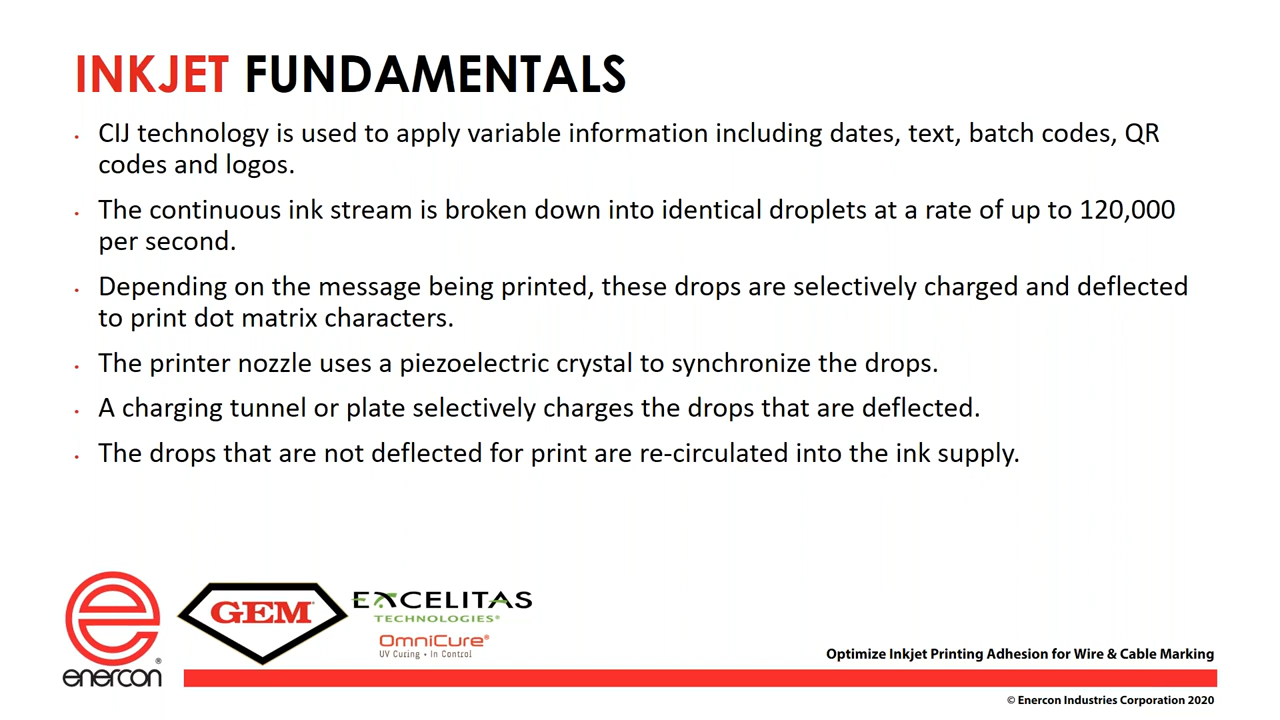 INKJET FUNDAMENTALS
• CIJ technology is used to apply variable information including dates, text, batch codes, QR
codes and logos.
• The continuous ink stream is broken down into identical droplets at a rate of up to 120,000
per second.
• Depending on the message being printed, these drops are selectively charged and deflected
to print dot matrix characters.
• The printer nozzle uses a piezoelectric crystal to synchronize the drops.
• A charging tunnel or plate selectively charges the drops that are deflected.
• The drops that are not deflected for print are re-circulated into the ink supply.
e
®
enercon
GEM®
EXCELITAS
TECHNOLOGIES®
OmniCure®
UV Curing • In Control
Optimize Inkjet Printing Adhesion for Wire & Cable Marking
© Enercon Industries Corporation 2020